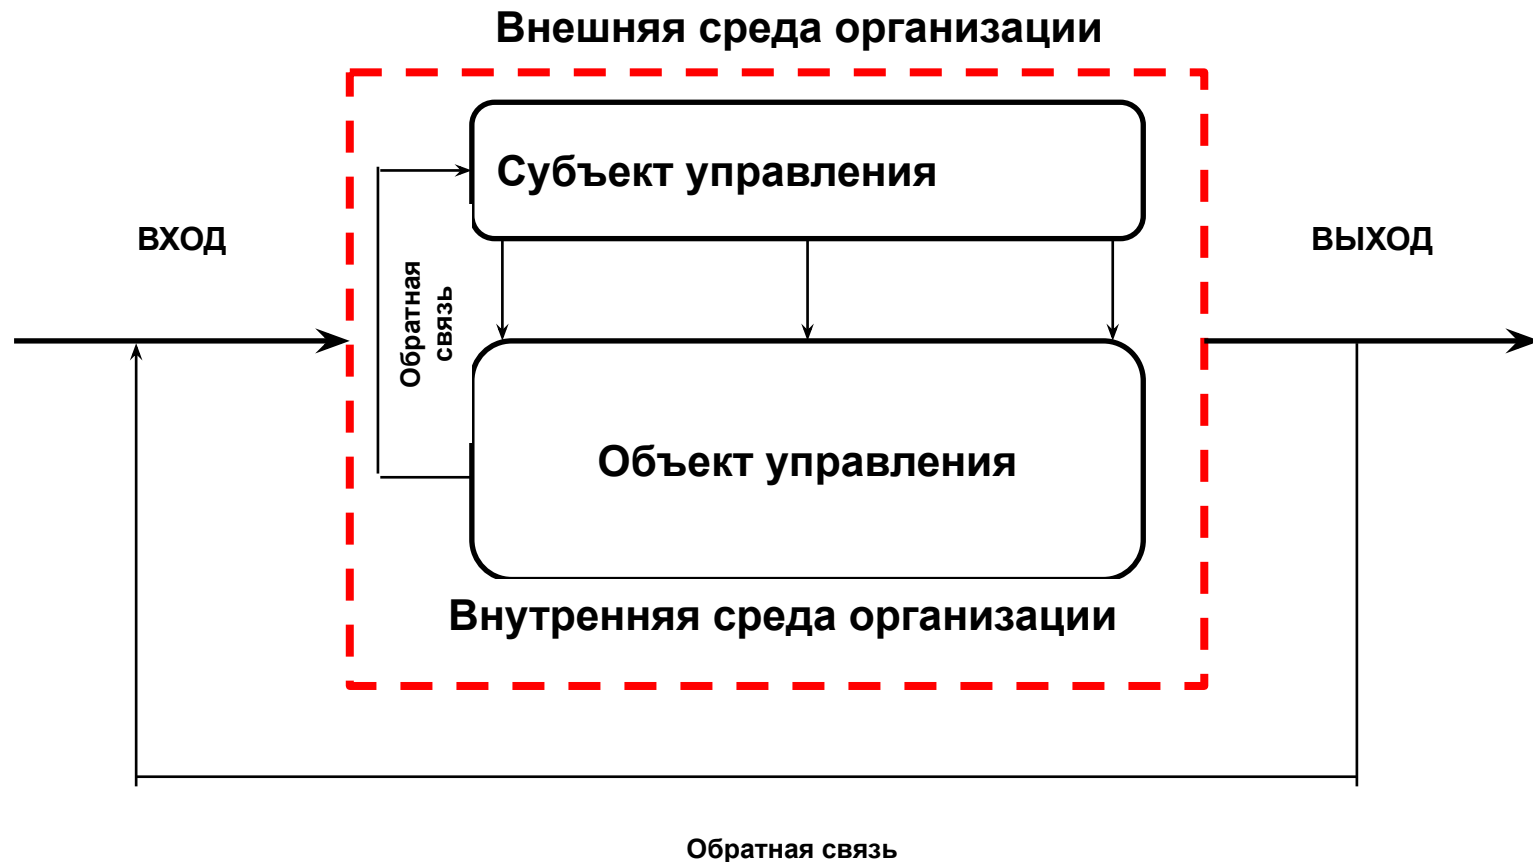 Внешняя среда организации
Субъект управления
ВХОД
ВЫХОД
Обратная
связь
Объект управления
Внутренняя среда организации
Обратная связь